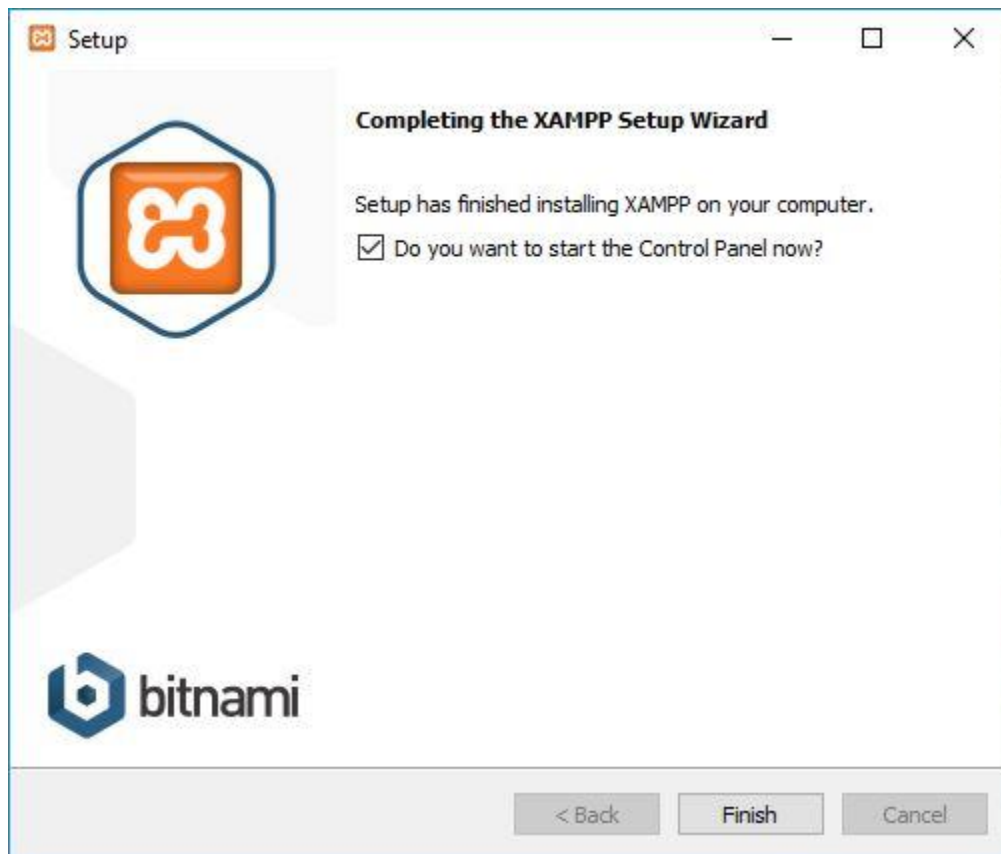 Setup
Completing the XAMPP Setup Wizard
Setup has finished installing XAMPP on your computer.
Do you want to start the Control Panel now?
bitnami
< Back
Finish
Cancel